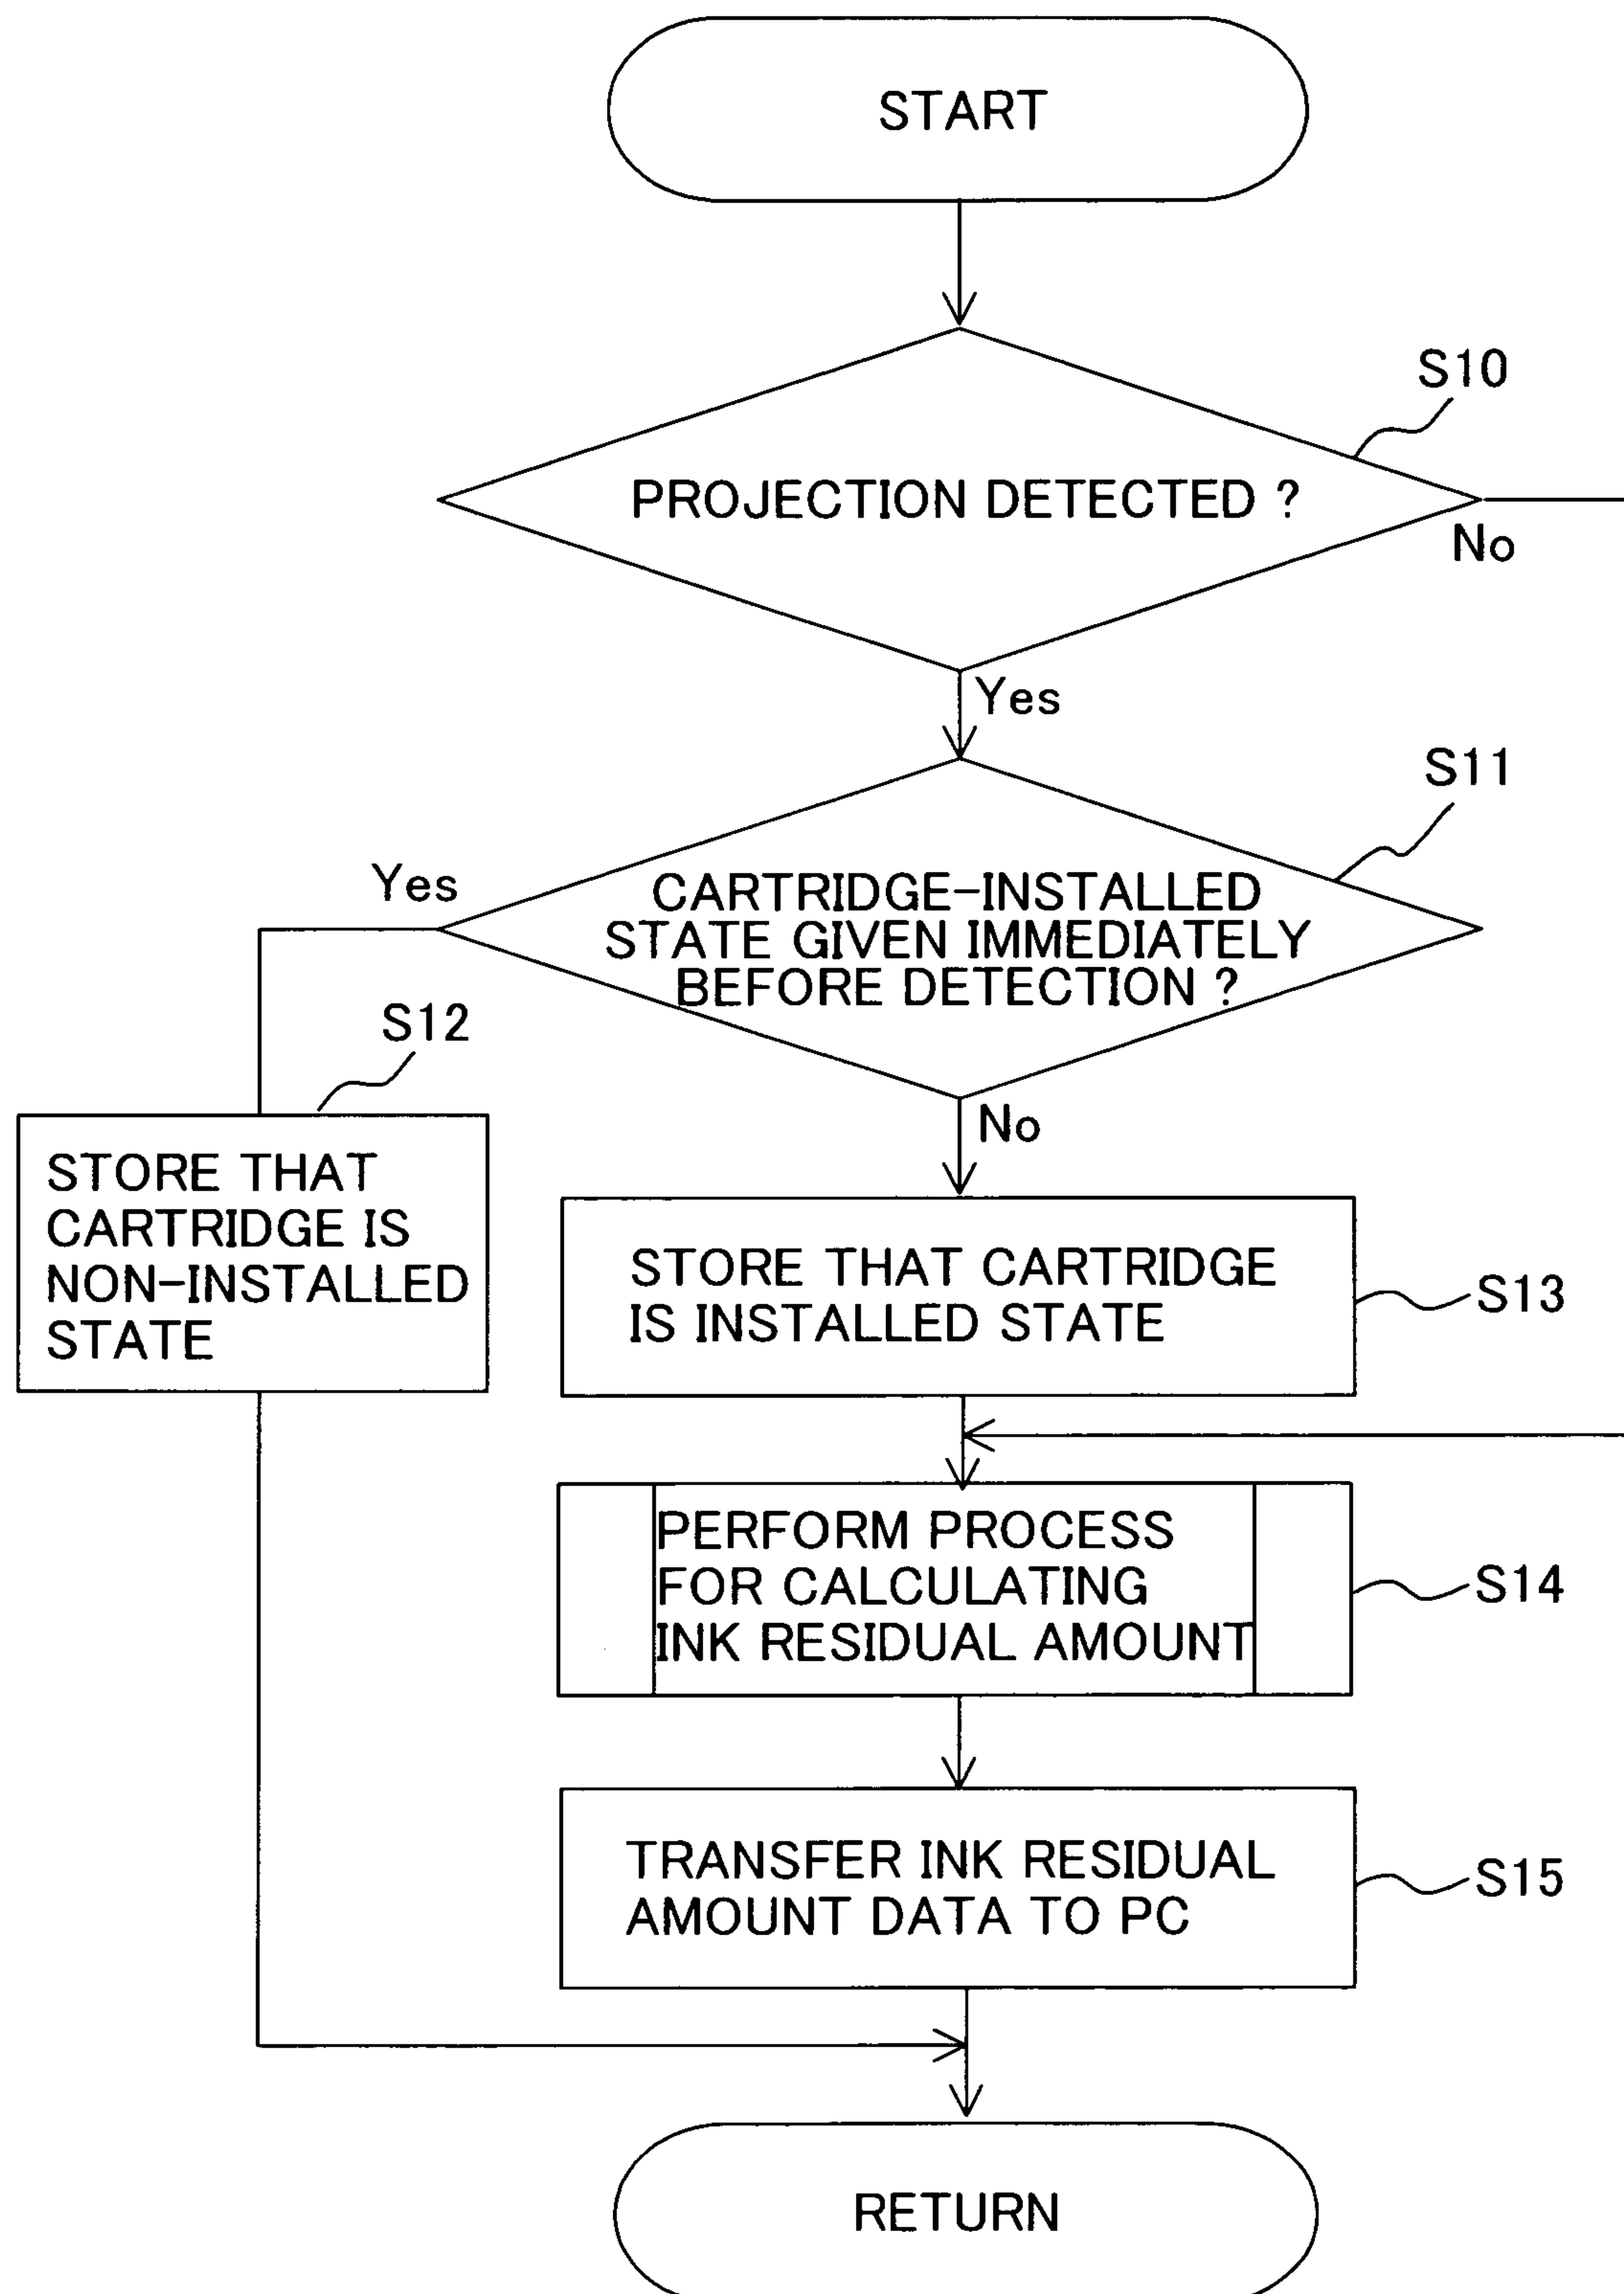 START
S10
PROJECTION DETECTED ?
No
Yes
S11
Yes
CARTRIDGE-INSTALLED
STATE GIVEN IMMEDIATELY
BEFORE DETECTION ?
S12
No
STORE THAT
CARTRIDGE IS
NON-INSTALLED
STATE
STORE THAT CARTRIDGE
IS INSTALLED STATE
S13
PERFORM PROCESS
FOR CALCULATING
INK RESIDUAL AMOUNT
S14
TRANSFER INK RESIDUAL
AMOUNT DATA TO PC
S15
RETURN